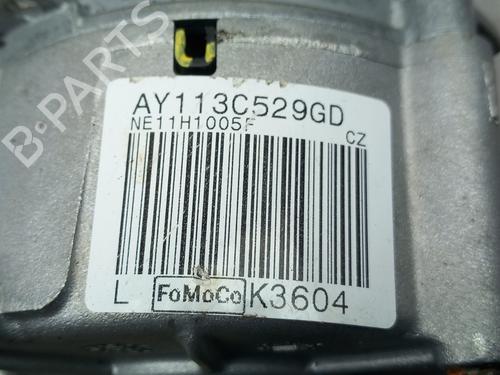 B-PARTS
AY113C529GD
NE11H1005F
CZ
L FoMoCo K3604